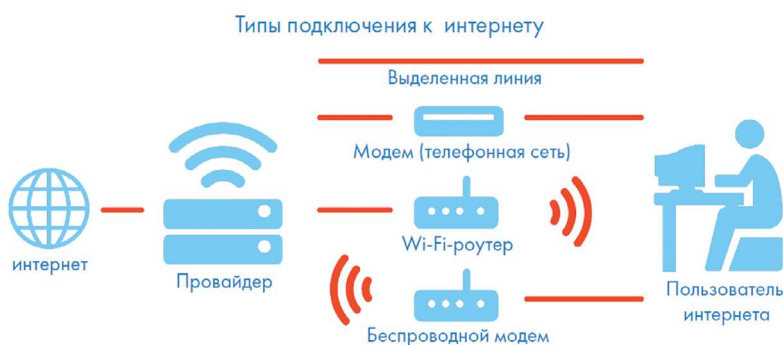 Типы подключения к интернету
Выделенная линия
Модем (телефонная сеть)
Wi-Fi-роутер
интернет
Провайдер
Пользователь
интернета
Беспроводной модем